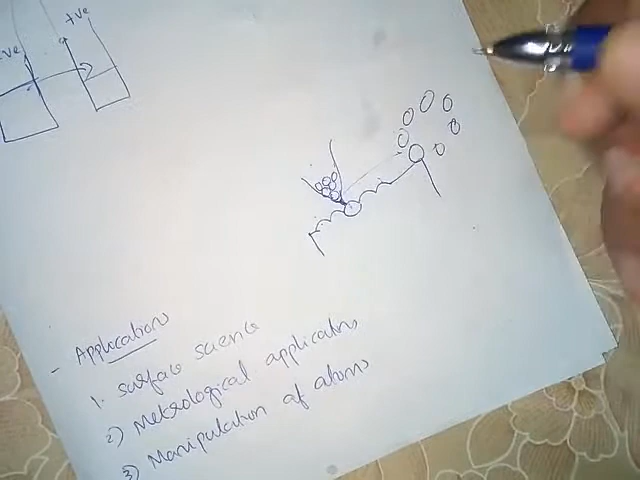 +ve
ve
- Applications
1. surface science
2) Metrological applications
3) Manipulation of atoms